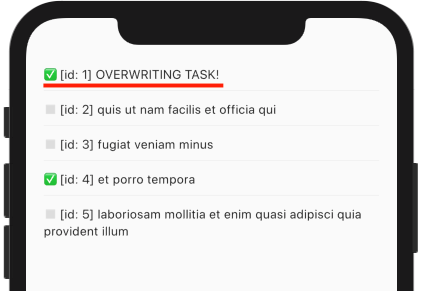 ✅ [id: 1] OVERWRITING TASK!
[id: 2] quis ut nam facilis et officia qui
[id: 3] fugiat veniam minus
✅ [id: 4] et porro tempora
[id: 5] laboriosam mollitia et enim quasi adipisci quia
provident illum